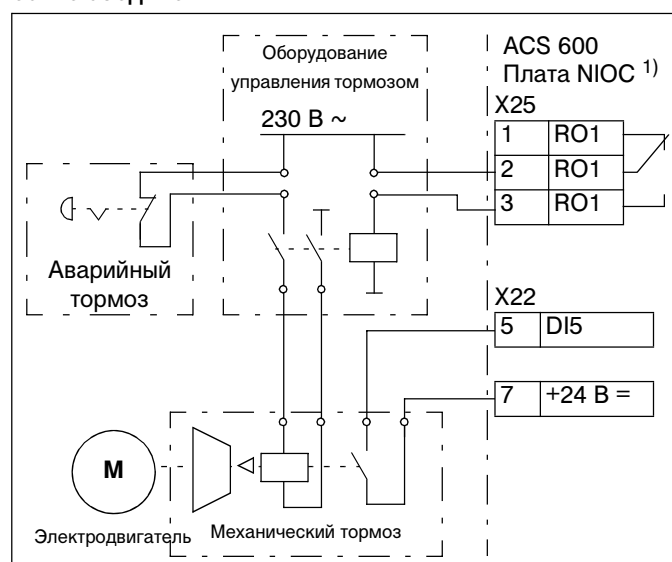 Оборудование
управления тормозом
230 В ~
ACS 600
Плата NIOC 1)
X25
1 RO1
2 RO1
3 RO1
Аварийный
тормоз
X22
5 DI5
7 +24 В =
М
Электродвигатель
Механический тормоз